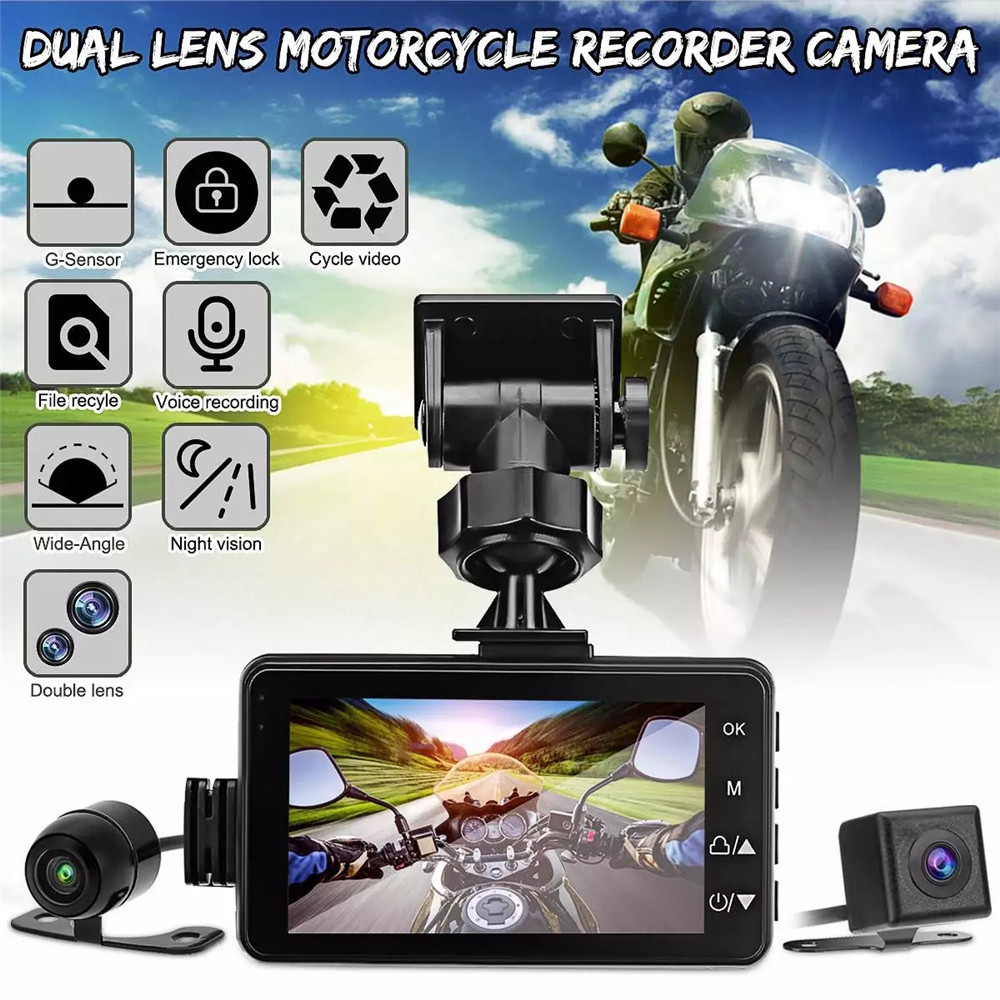 DUAL LENS MOTORCYCLE RECORDER CAMERA
G-Sensor
Emergency lock
Cycle video
File recyle
Voice recording
Wide-Angle
Night vision
Double lens
OK
M